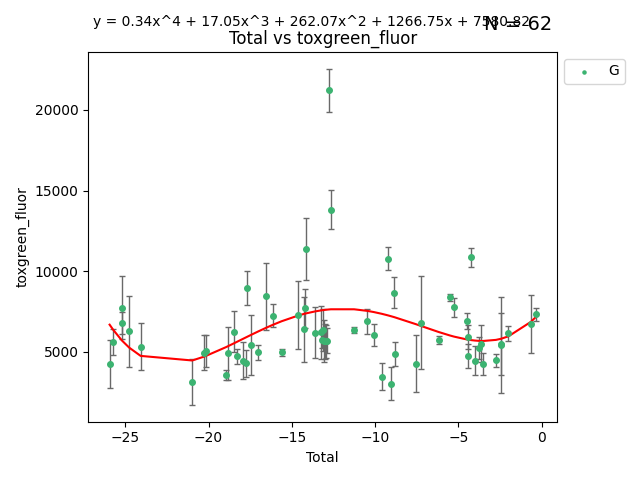 y = 0.34x^4 + 17.05x^3 + 262.07x^2 + 1266.75x + 7580.82
N = 62
Total vs toxgreen_fluor
G
20000
15000
10000
5000
toxgreen_fluor
−25 −20 −15 −10 −5 0
Total